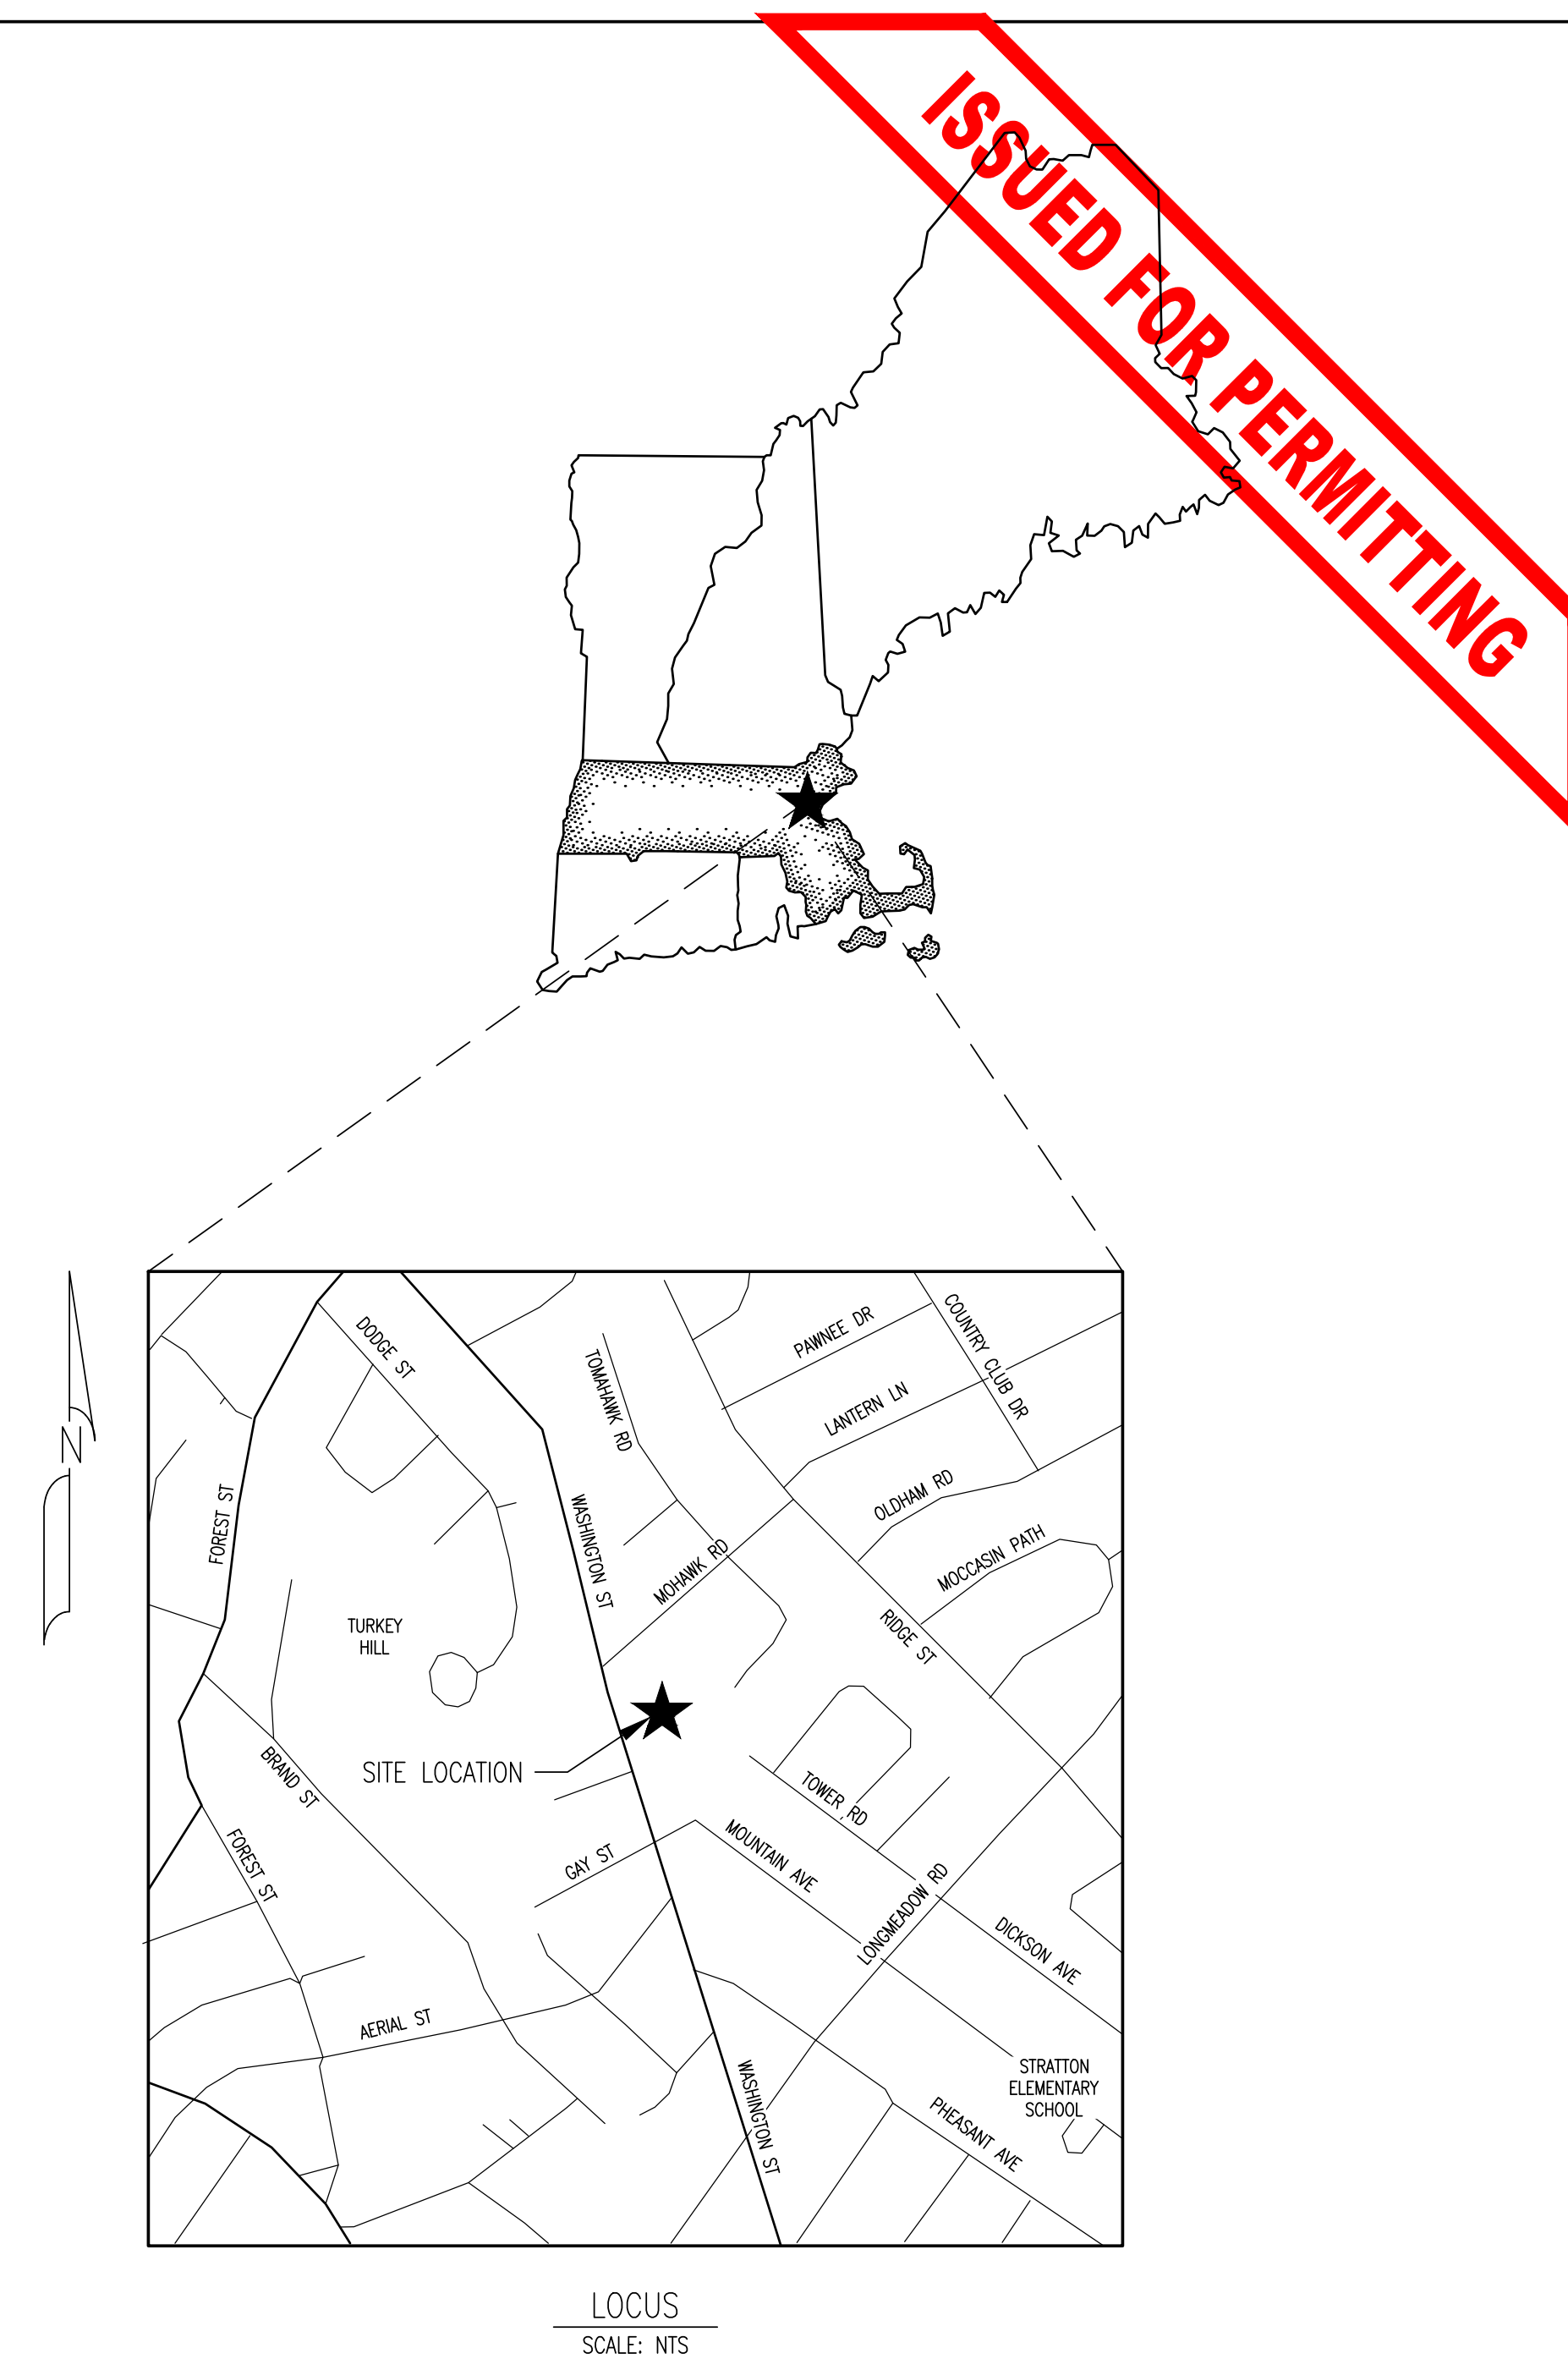 ISSUED FOR PERMITTING
N
DODGE ST
TOMAHAWK RD
PAWNEE DR
COUNTRY CLUB DR
LANTERN LN
FOREST ST
WASHINGTON ST
OLDHAM RD
MOHAWK RD
MOCCASIN PATH
TURKEY
HILL
RIDGE ST
SITE LOCATION
BRAND ST
TOWER RD
FOREST ST
GAY ST
MOUNTAIN AVE
LONGMEADOW RD
DICKSON AVE
AERIAL ST
WASHINGTON ST
STRATTON
ELEMENTARY
SCHOOL
PHEASANT AVE
LOCUS
SCALE: NTS